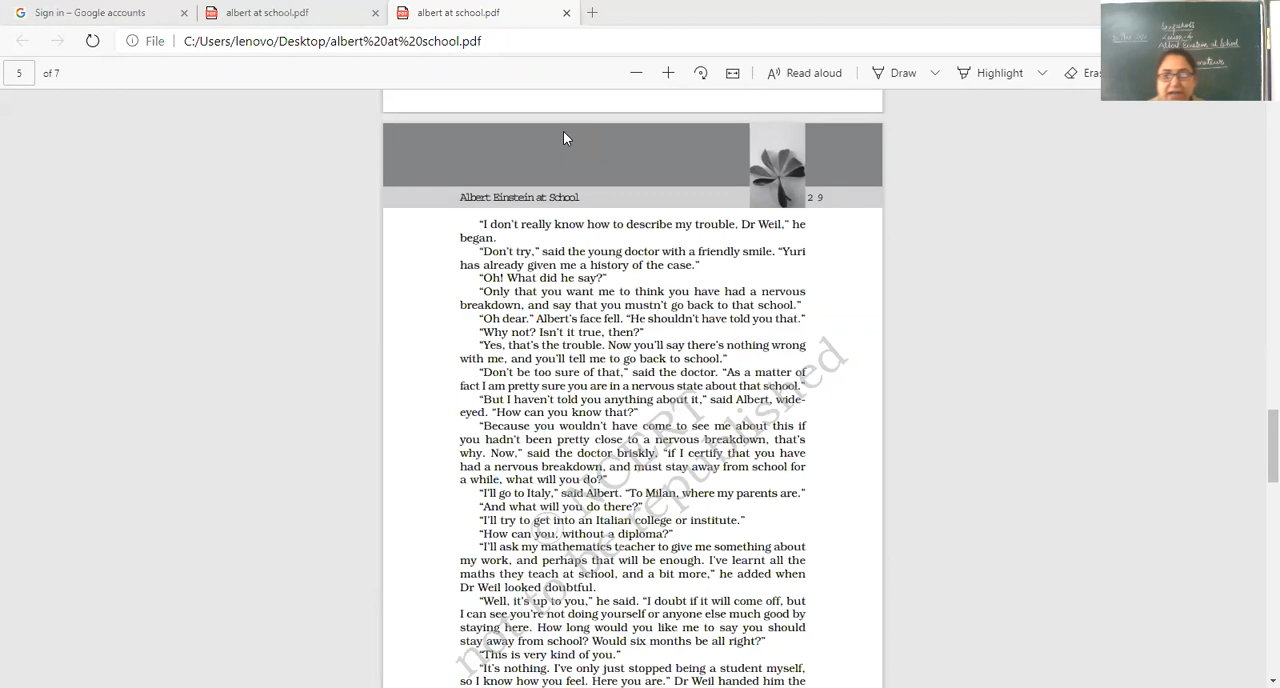 Sign in – Google accounts
albert at school.pdf
albert at school.pdf
File
C:/Users/lenovo/Desktop/albert%20at%20school.pdf
5 of 7
Read aloud
Draw
Highlight
Snapshots
Lesson-4
Albert Einstein at School
Albert Einstein at School 29
“I don’t really know how to describe my trouble, Dr Weil,” he
began.
“Don’t try,” said the young doctor with a friendly smile. “Yuri
has already given me a history of the case.”
“Oh! What did he say?”
“Only that you want me to think you have had a nervous
breakdown, and say that you mustn’t go back to that school.”
“Oh dear.” Albert’s face fell. “He shouldn’t have told you that.”
“Why not? Isn’t it true, then?”
“Yes, that’s the trouble. Now you’ll say there’s nothing wrong
with me, and you’ll tell me to go back to school.”
“Don’t be too sure of that,” said the doctor. “As a matter of
fact I am pretty sure you are in a nervous state about that school.”
“But I haven’t told you anything about it,” said Albert, wide-
eyed. “How can you know that?”
“Because you wouldn’t have come to see me about this if
you hadn’t been pretty close to a nervous breakdown, that’s
why. Now,” said the doctor briskly, “if I certify that you have
had a nervous breakdown, and must stay away from school for
a while, what will you do?”
“I’ll go to Italy,” said Albert. “To Milan, where my parents are.”
“And what will you do there?”
“I’ll try to get into an Italian college or institute.”
“How can you, without a diploma?”
“I’ll ask my mathematics teacher to give me something about
my work, and perhaps that will be enough. I’ve learnt all the
maths they teach at school, and a bit more,” he added when
Dr Weil looked doubtful.
“Well, it’s up to you,” he said. “I doubt if it will come off, but
I can see you’re not doing yourself or anyone else much good by
staying here. How long would you like me to say you should
stay away from school? Would six months be all right?”
“This is very kind of you.”
“It’s nothing. I’ve only just stopped being a student myself,
so I know how you feel. Here you are.” Dr Weil handed him the
© NCERT
not to be republished